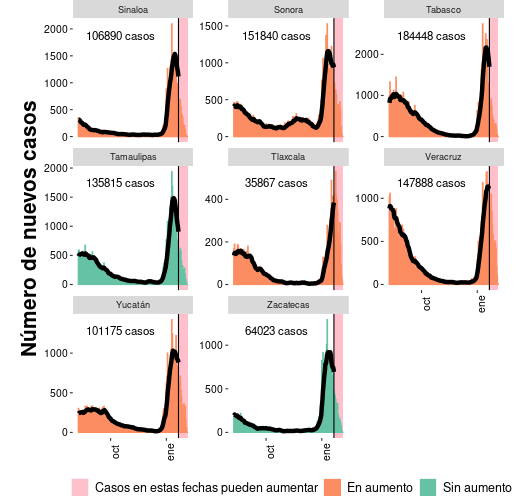 Número de nuevos casos
Sinaloa
106890 casos
2000
1500
1000
500
0
Sonora
151840 casos
1500
1000
500
0
Tabasco
184448 casos
2000
1000
0
Tamaulipas
135815 casos
2000
1500
1000
500
0
Tlaxcala
35867 casos
400
200
0
Veracruz
147888 casos
1000
500
0
oct
ene
Yucatán
101175 casos
1000
500
0
oct
ene
Zacatecas
64023 casos
1000
500
0
oct
ene
Casos en estas fechas pueden aumentar
En aumento
Sin aumento